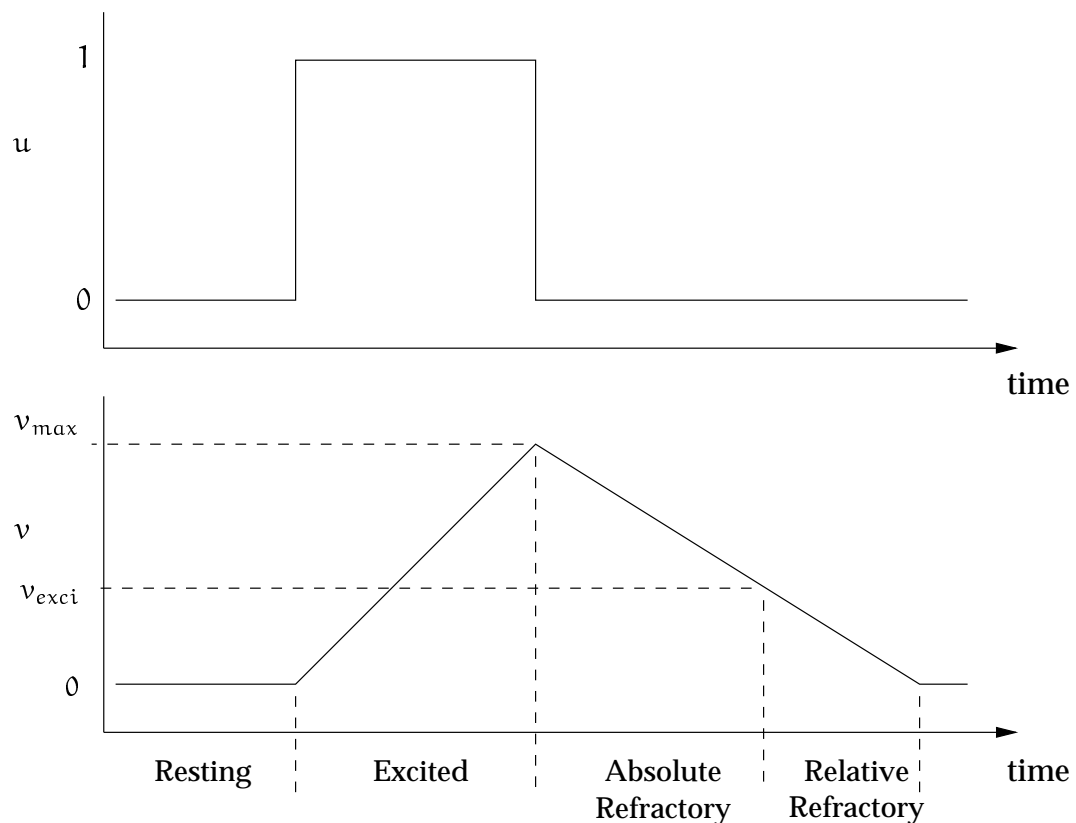 1
u
0
time
v_max
v
v_exci
0
Resting Excited Absolute Relative time
Refractory Refractory